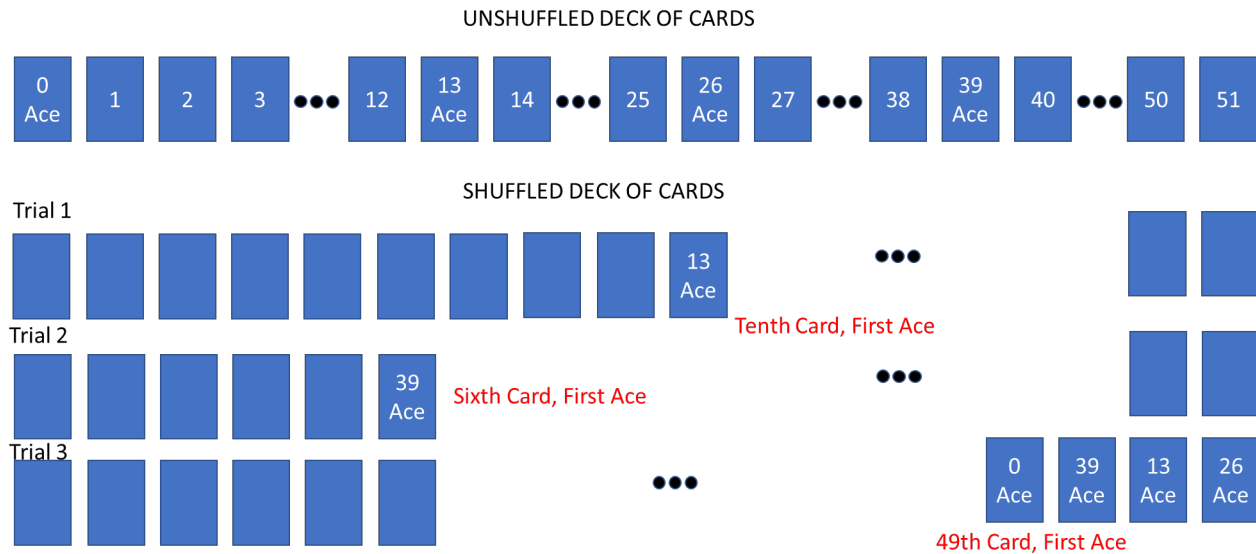 UNSHUFFLED DECK OF CARDS
0 Ace 1 2 3 12 13 Ace 14 25 26 Ace 27 38 39 Ace 40 50 51
SHUFFLED DECK OF CARDS
Trial 1
13
Ace
Tenth Card, First Ace
Trial 2
39
Ace
Sixth Card, First Ace
Trial 3
0 39 13 26
Ace Ace Ace Ace
49th Card, First Ace